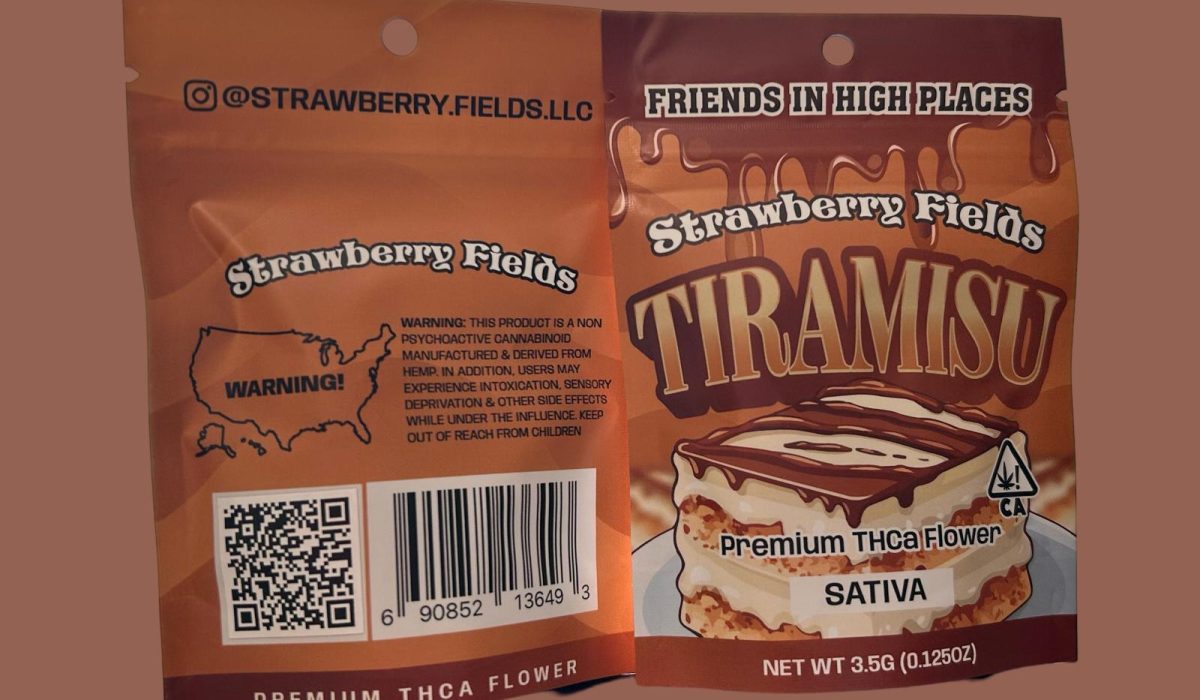 @STRAWBERRY.FIELDS.LLC
Strawberry Fields
WARNING!
WARNING: THIS PRODUCT IS A NON
PSYCHOACTIVE CANNABINOID
MANUFACTURED & DERIVED FROM
HEMP. IN ADDITION, USERS MAY
EXPERIENCE INTOXICATION, SENSORY
DEPRIVATION & OTHER SIDE EFFECTS
WHILE UNDER THE INFLUENCE. KEEP
OUT OF REACH FROM CHILDREN
6 90852 13649 3
PREMIUM THCA FLOWER
FRIENDS IN HIGH PLACES
Strawberry Fields
TIRAMISU
!
CA
Premium THCa Flower
SATIVA
NET WT 3.5G (0.125OZ)